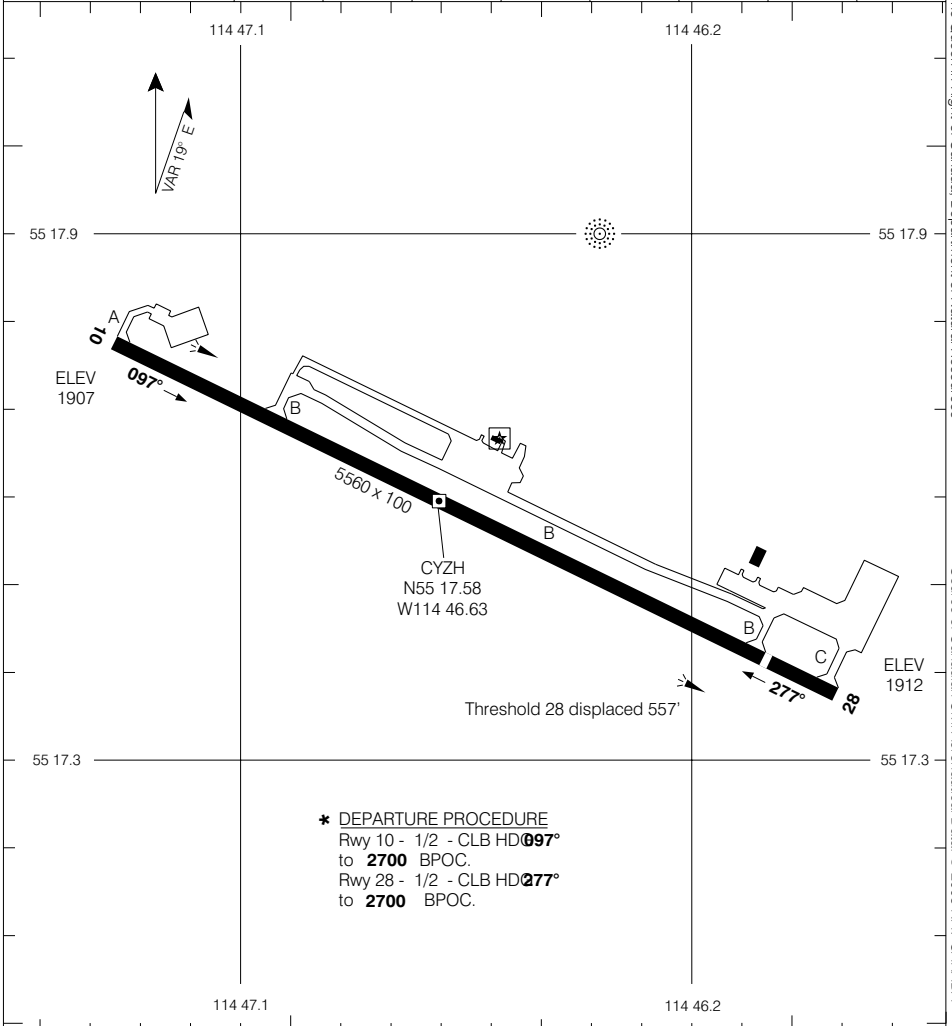 114 47.1
114 46.2
VAR 19° E
55 17.9
55 17.9
A
10
ELEV
1907
097°
B
5560 x 100
B
CYZH
N55 17.58
W114 46.63
B
C
ELEV
1912
277°
28
Threshold 28 displaced 557'
55 17.3
55 17.3
* DEPARTURE PROCEDURE
Rwy 10 - 1/2 - CLB HDG 097°
to 2700 BPOC.
Rwy 28 - 1/2 - CLB HDG 277°
to 2700 BPOC.
114 47.1
114 46.2